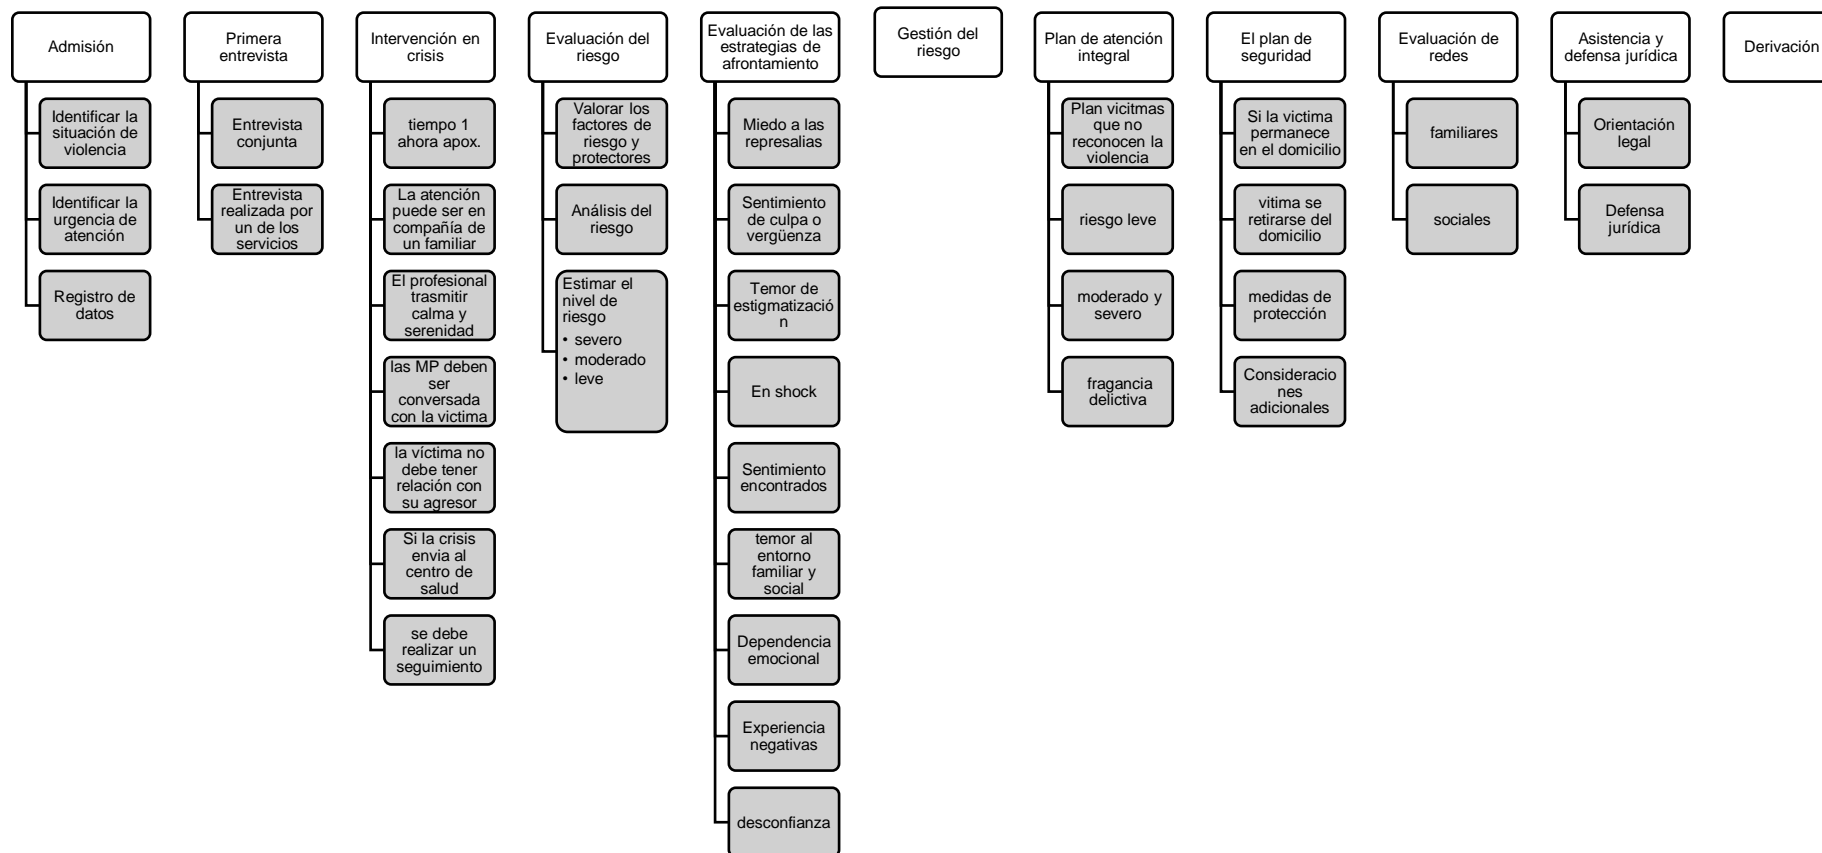 Admisión
Identificar la
situación de
violencia
Identificar la
urgencia de
atención
Registro de
datos
Primera
entrevista
Entrevista
conjunta
Entrevista
realizada por
un de los
servicios
Intervención en
crisis
tiempo 1
ahora apox.
La atención
puede ser en
compañía de
un familiar
El profesional
trasmitir
calma y
serenidad
las MP deben
ser
conversada
con la victima
la víctima no
debe tener
relación con
su agresor
Si la crisis
envia al
centro de
salud
se debe
realizar un
seguimiento
Evaluación del
riesgo
Valorar los
factores de
riesgo y
protectores
Análisis del
riesgo
Estimar el
nivel de
riesgo
• severo
• moderado
• leve
Evaluación de las
estrategias de
afrontamiento
Miedo a las
represalias
Sentimiento
de culpa o
vergüenza
Temor de
estigmatizació
n
En shock
Sentimiento
encontrados
temor al
entorno
familiar y
social
Dependencia
emocional
Experiencia
negativas
desconfianza
Gestión del
riesgo
Plan de atención
integral
Plan vicitmas
que no
reconocen la
violencia
riesgo leve
moderado y
severo
fragancia
delictiva
El plan de
seguridad
Si la victima
permanece
en el domicilio
vitima se
retirarse del
domicilio
medidas de
protección
Consideracio
nes
adicionales
Evaluación de
redes
familiares
sociales
Asistencia y
defensa jurídica
Orientación
legal
Defensa
jurídica
Derivación